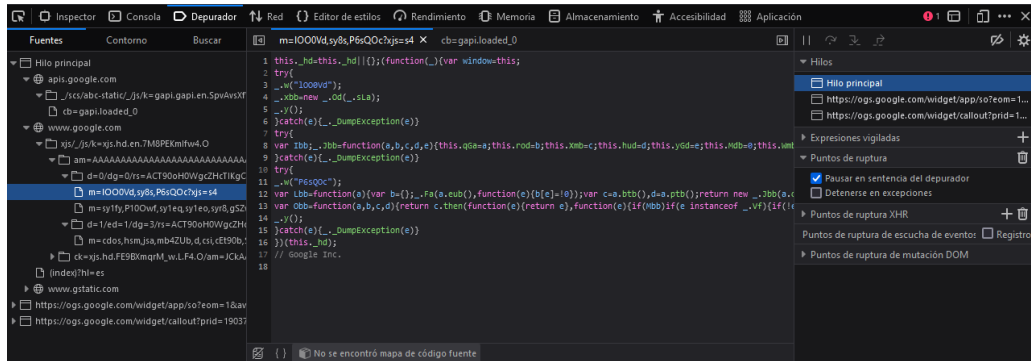 Inspector Consola Depurador Red Editor de estilos Rendimiento Memoria Almacenamiento Accesibilidad Aplicación 1
Fuentes Contorno Buscar
Hilo principal
apis.google.com
_/scs/abc-static/_/js/k=gapi.gapi.en.SpvAvsXf
cb=gapi.loaded_0
www.google.com
xjs/_/js/k=xjs.hd.en.7M8PEKmIfw4.O
am=AAAAAAAAAAAAAAAAAAAAAAAAA
d=0/dg=0/rs=ACT90oH0WgcZHcTIKgC
m=IOO0Vd,sy8s,P6sQOc?xjs=s4
m=sy1fy,P10Owf,sy1eq,sy1eo,syr8,gSZ
d=1/ed=1/dg=3/rs=ACT90oH0WgcZH
m=cdos,hsm,jsa,mb4ZUb,d,csi,cEt90b,
ck=xjs.hd.FE9BXmqrM_w.L.F4.O/am=JCkA
(index)?hl=es
www.gstatic.com
https://ogs.google.com/widget/app/so?eom=1&av
https://ogs.google.com/widget/callout?prid=1903
m=IOO0Vd,sy8s,P6sQOc?xjs=s4 cb=gapi.loaded_0
1 this._hd=this._hd||{};(function(_){var window=this;
2 try{
3 _.w("lOO0Vd");
4 _.xbb=new _.Od(_.sLa);
5 _.y();
6 }catch(e){_._DumpException(e)}
7 try{
8 var Ibb;_.Jbb=function(a,b,c,d,e){this.qGa=a;this.rod=b;this.Xmb=c;this.hud=d;this.yGd=e;this.Mdb=0;this.Wmb
9 }catch(e){_._DumpException(e)}
10 try{
11 _.w("P6sQOc");
12 var Lbb=function(a){var b={};_.Fa(a.eub(),function(e){b[e]=!0});var c=a.btb(),d=a.ptb();return new _.Jbb(a.
13 var Obb=function(a,b,c,d){return c.then(function(e){return e},function(e){if(Mbb)if(e instanceof _.Vf){if(!e
14 _.y();
15 }catch(e){_._DumpException(e)}
16 })(this._hd);
17 // Google Inc.
18
{ } No se encontró mapa de código fuente
Hilos
Hilo principal
https://ogs.google.com/widget/app/so?eom=1...
https://ogs.google.com/widget/callout?prid=1...
Expresiones vigiladas
Puntos de ruptura
Pausar en sentencia del depurador
Detenerse en excepciones
Puntos de ruptura XHR
Puntos de ruptura de escucha de eventos Registro
Puntos de ruptura de mutación DOM